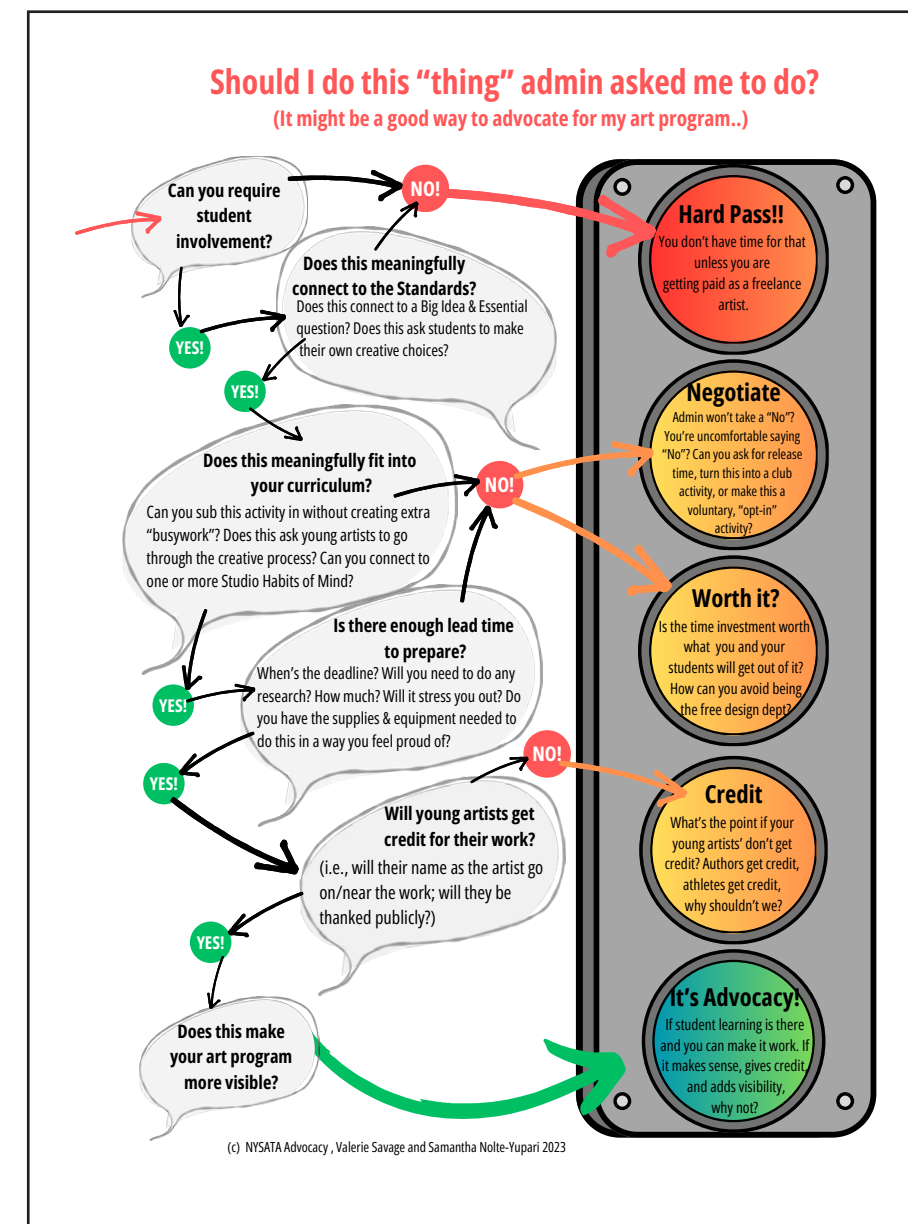 Should I do this “thing” admin asked me to do?
(It might be a good way to advocate for my art program..)
Can you require
student
involvement?
NO!
YES!
Does this meaningfully
connect to the Standards?
Does this connect to a Big Idea & Essential
question? Does this ask students to make
their own creative choices?
YES!
Does this meaningfully fit into
your curriculum?
Can you sub this activity in without creating extra
“busywork”? Does this ask young artists to go
through the creative process? Can you connect to
one or more Studio Habits of Mind?
NO!
YES!
Is there enough lead time
to prepare?
When’s the deadline? Will you need to do any
research? How much? Will it stress you out? Do
you have the supplies & equipment needed to
do this in a way you feel proud of?
YES!
Will young artists get
credit for their work?
(i.e., will their name as the artist go
on/near the work; will they be
thanked publicly?)
NO!
YES!
Does this make
your art program
more visible?
Hard Pass!!
You don’t have time for that
unless you are
getting paid as a freelance
artist.
Negotiate
Admin won’t take a “No”?
You’re uncomfortable saying
“No”? Can you ask for release
time, turn this into a club
activity, or make this a
voluntary, “opt-in”
activity?
Worth it?
Is the time investment worth
what you and your
students will get out of it?
How can you avoid being
the free design dept?
Credit
What’s the point if your
young artists’ don’t get
credit? Authors get credit,
athletes get credit,
why shouldn’t we?
It’s Advocacy!
If student learning is there
and you can make it work. If
it makes sense, gives credit,
and adds visibility,
why not?
(c) NYSATA Advocacy , Valerie Savage and Samantha Nolte-Yupari 2023